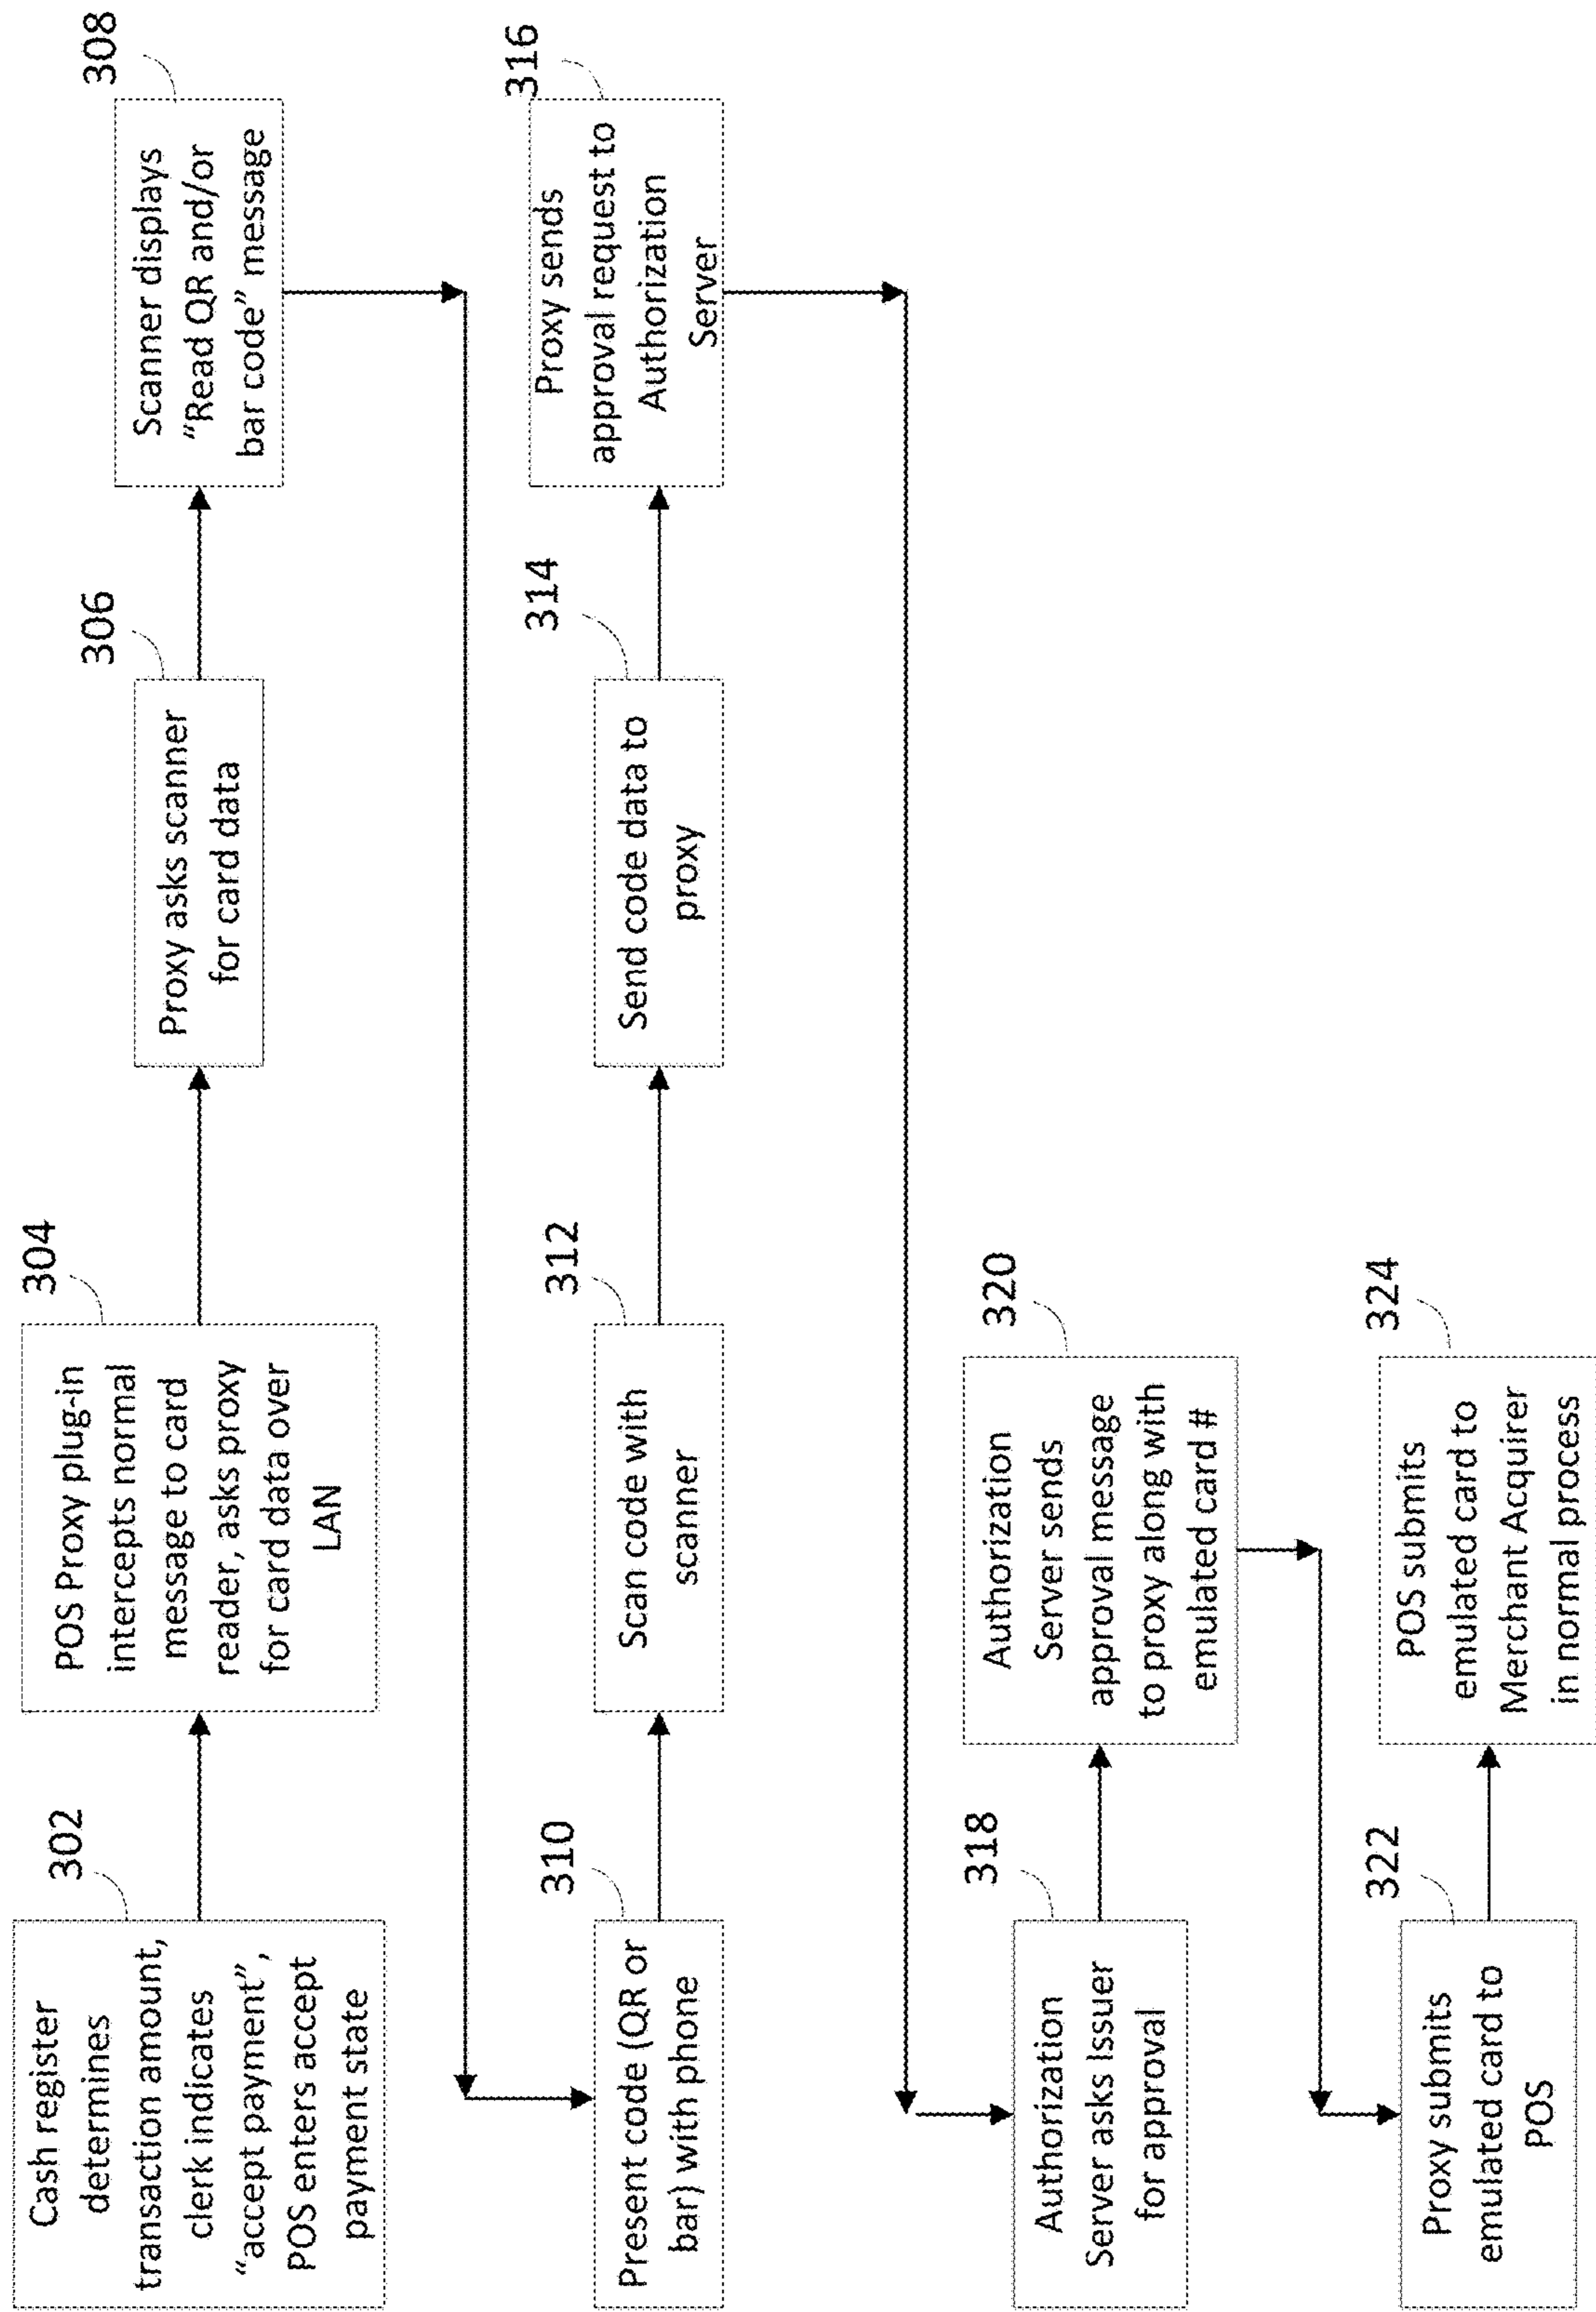 302
Cash register
determines
transaction amount,
clerk indicates
“accept payment”,
POS enters accept
payment state
304
POS Proxy plug-in
intercepts normal
message to card
reader, asks proxy
for card data over
LAN
306
Proxy asks scanner
for card data
308
Scanner displays
“Read QR and/or
bar code” message
310
Present code (QR or
bar) with phone
312
Scan code with
scanner
314
Send code data to
proxy
316
Proxy sends
approval request to
Authorization
Server
318
Authorization
Server asks Issuer
for approval
320
Authorization
Server sends
approval message
to proxy along with
emulated card #
322
Proxy submits
emulated card to
POS
324
POS submits
emulated card to
Merchant Acquirer
in normal process